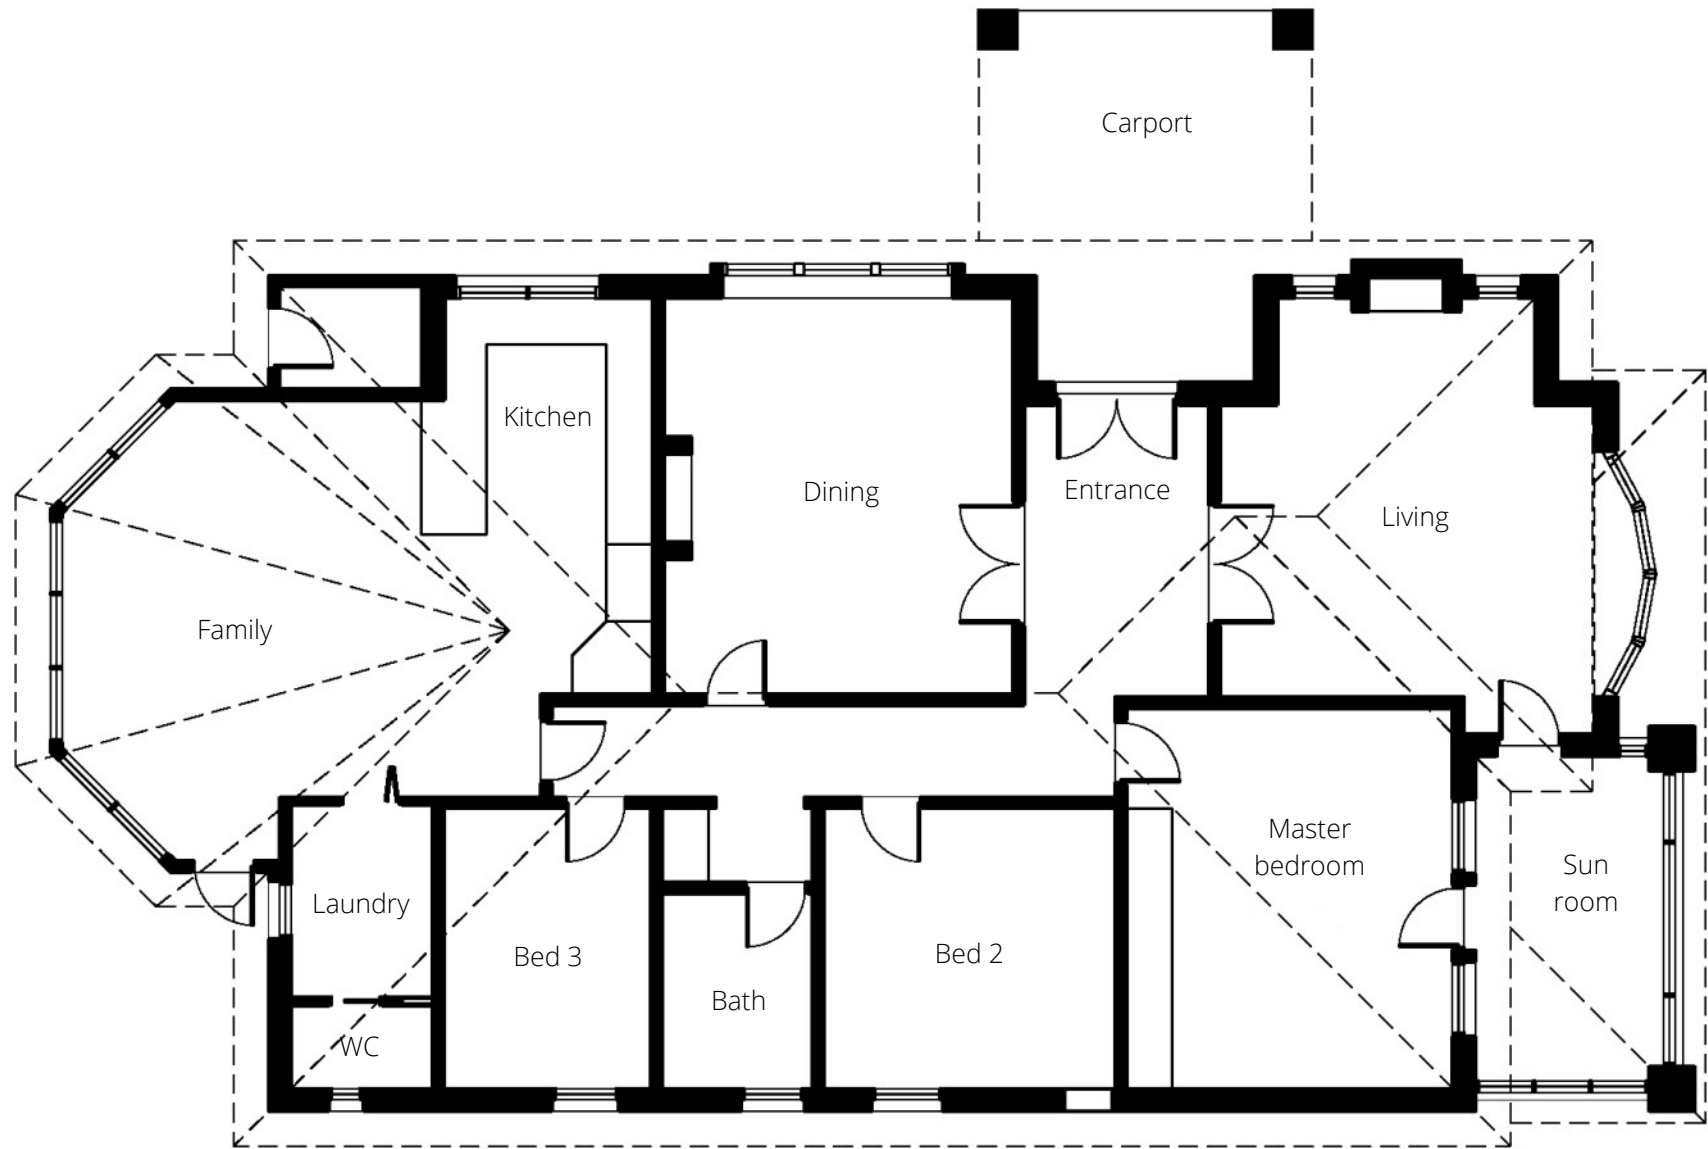 Carport
Kitchen
Dining
Entrance
Living
Family
Master
bedroom
Sun
room
Laundry
Bed 3
Bed 2
Bath
WC